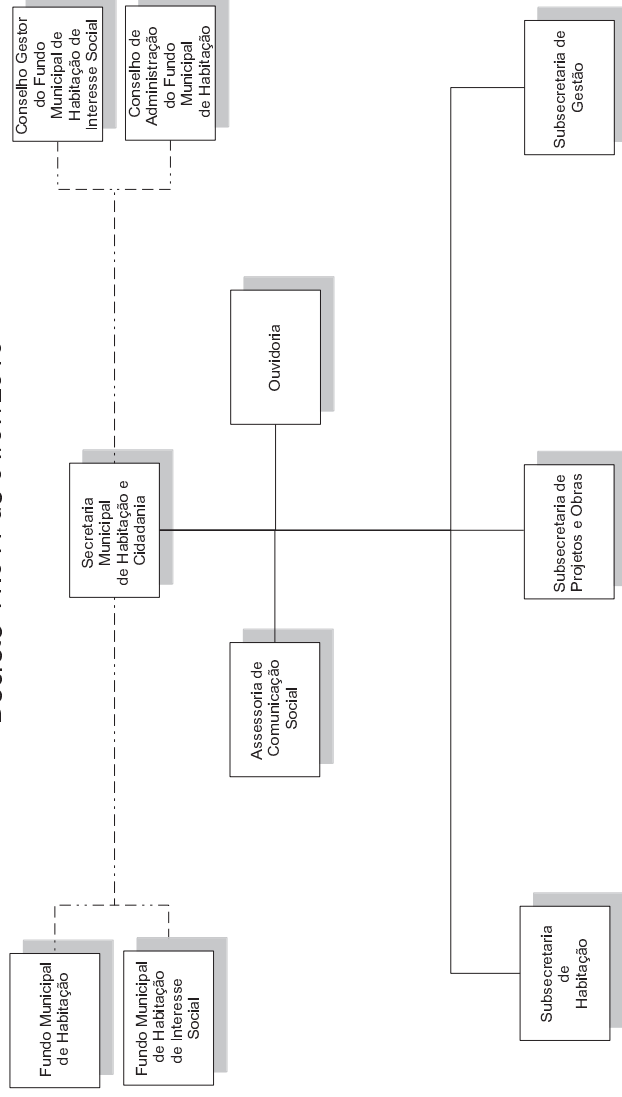 Fundo Municipal
de Habitação
Fundo Municipal
de Habitação
de Interesse
Social
Secretaria
Municipal
de Habitação e
Cidadania
Conselho Gestor
do Fundo
Municipal de
Habitação de
Interesse Social
Conselho de
Administração
do Fundo
Municipal
de Habitação
Assessoria de
Comunicação
Social
Ouvidoria
Subsecretaria
de
Habitação
Subsecretaria de
Projetos e Obras
Subsecretaria de
Gestão